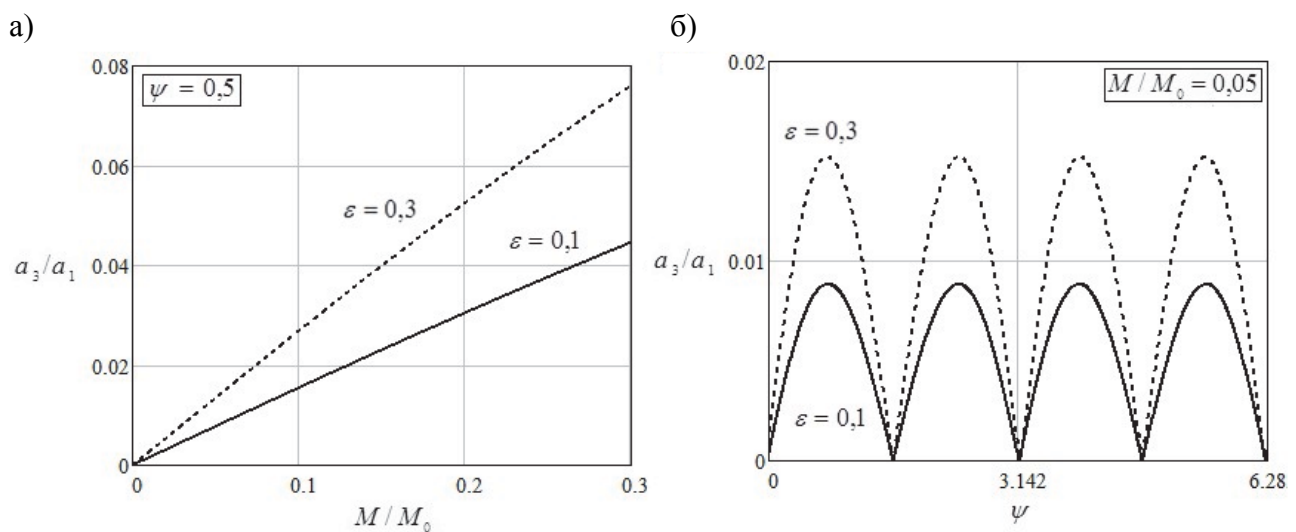 а)
0.08
ψ = 0,5
0.06
ε = 0,3
a₃/a₁
0.04
ε = 0,1
0.02
0
0
0.1
0.2
0.3
M / M₀
б)
0.02
M / M₀ = 0,05
ε = 0,3
a₃/a₁
0.01
ε = 0,1
0
0
3.142
6.28
ψ